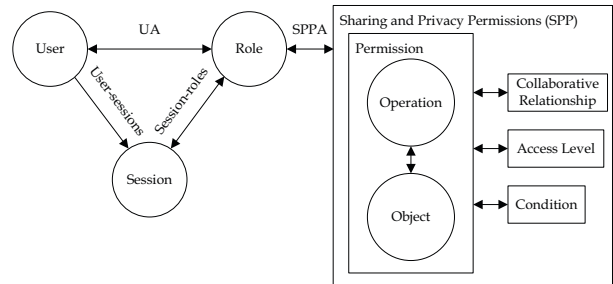 User
UA
Role
SPPA
User-sessions
Session-roles
Session
Sharing and Privacy Permissions (SPP)
Permission
Operation
Object
Collaborative
Relationship
Access Level
Condition